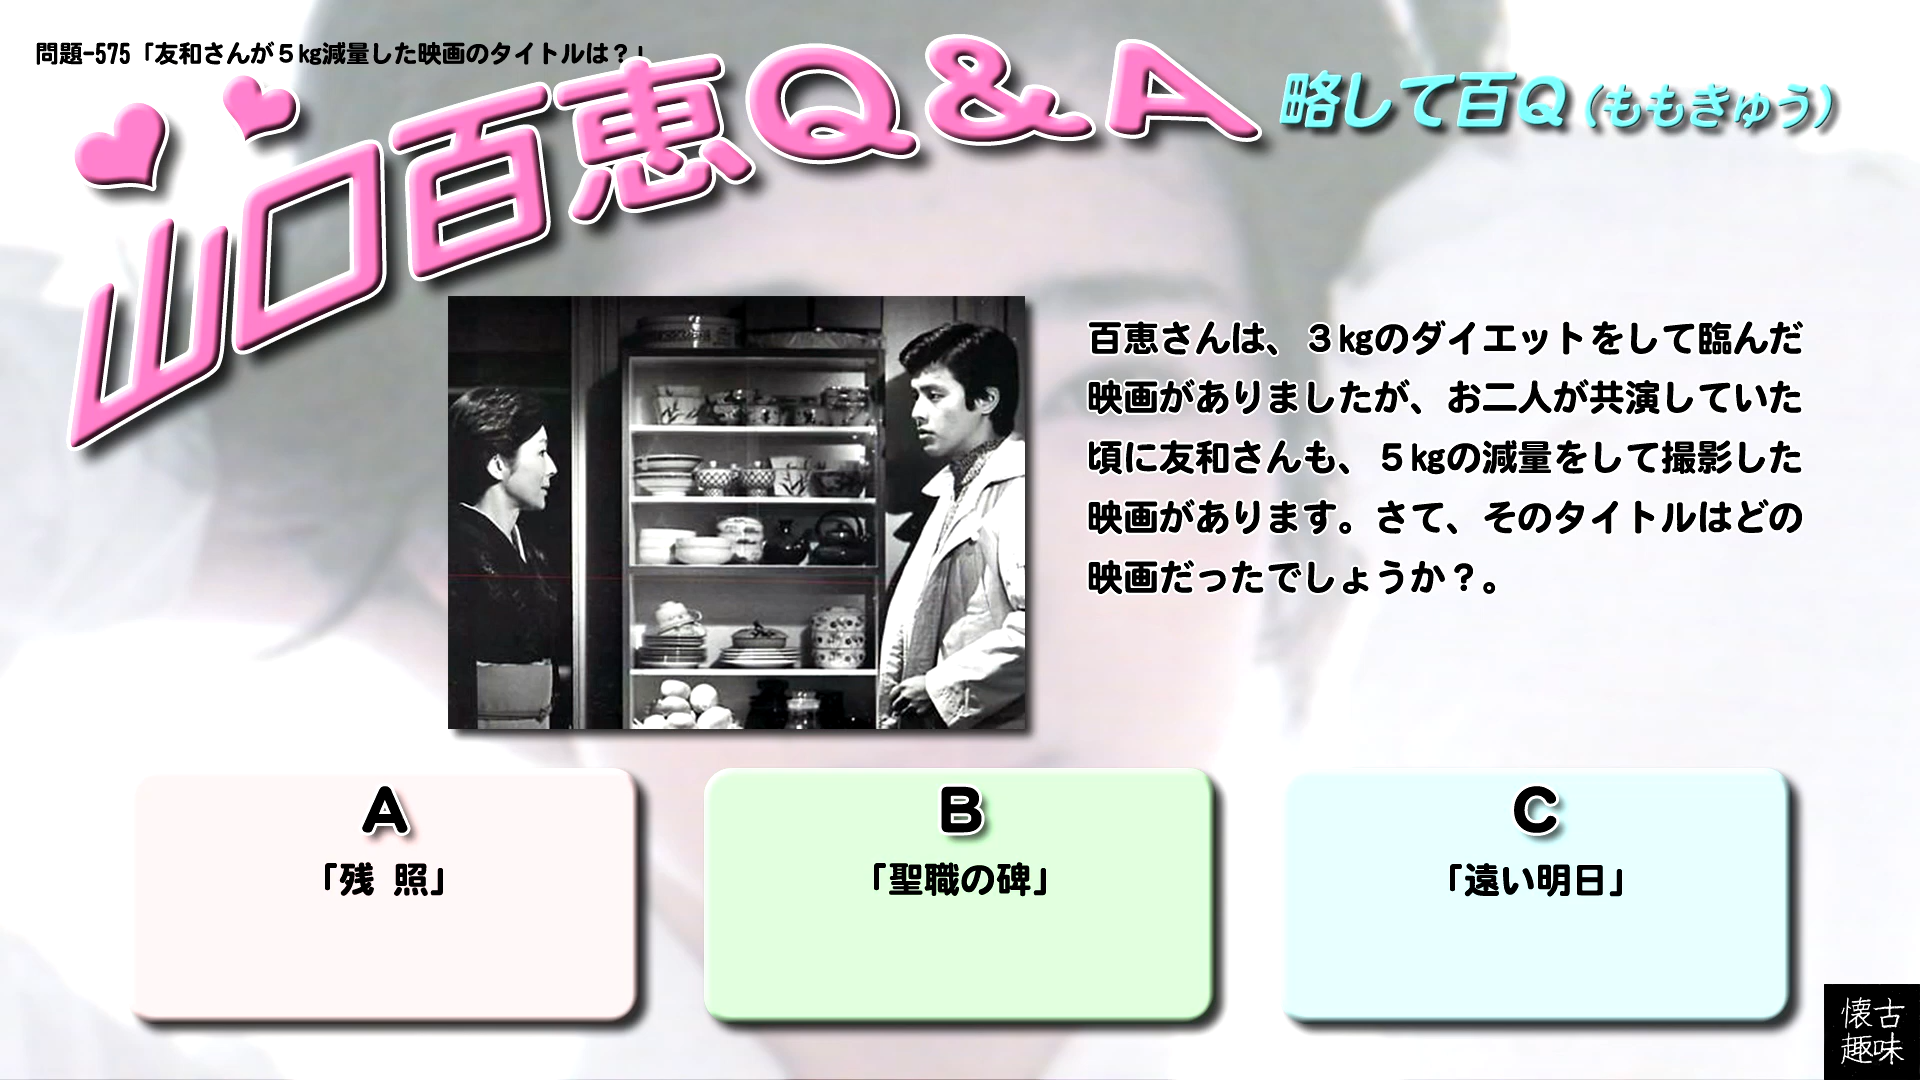 問題-575「友和さんが５㎏減量した映画のタイトルは？」
山口百恵Q&A
略して百Q（ももきゅう）
百恵さんは、３㎏のダイエットをして臨んだ
映画がありましたが、お二人が共演していた
頃に友和さんも、５㎏の減量をして撮影した
映画があります。さて、そのタイトルはどの
映画だったでしょうか？。
A
「残 照」
B
「聖職の碑」
C
「遠い明日」
懐古
趣味